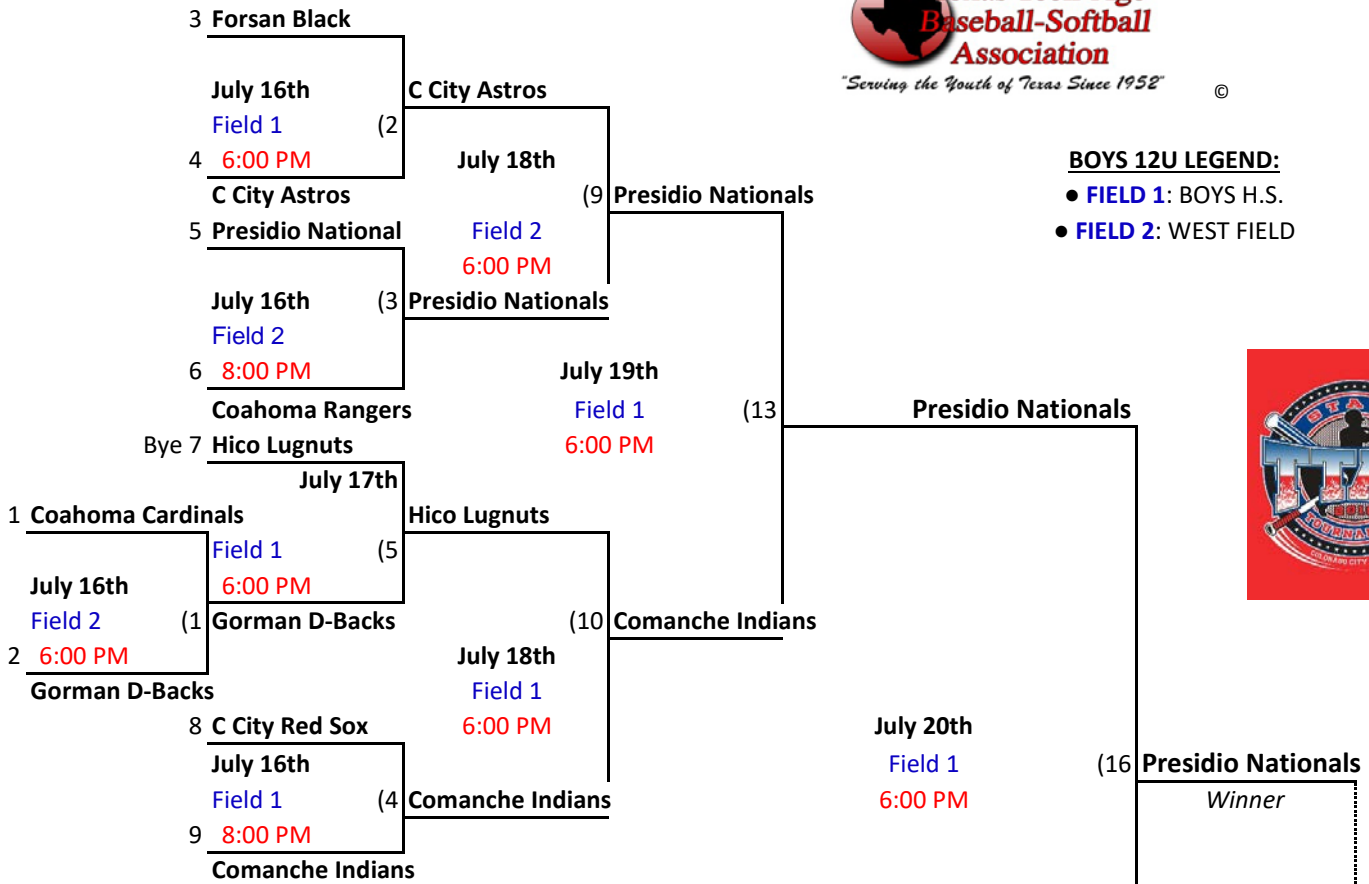 3 Forsan Black
Baseball-Softball
Association
"Serving the Youth of Texas Since 1952"
©
July 16th
C City Astros
Field 1 (2
4 6:00 PM
July 18th
BOYS 12U LEGEND:
C City Astros
(9 Presidio Nationals
● FIELD 1: BOYS H.S.
5 Presidio National
Field 2
● FIELD 2: WEST FIELD
6:00 PM
July 16th (3 Presidio Nationals
Field 2
6 8:00 PM
July 19th
Coahoma Rangers
Field 1 (13
Presidio Nationals
Bye 7 Hico Lugnuts
6:00 PM
July 17th
1 Coahoma Cardinals
Hico Lugnuts
Field 1 (5
July 16th
6:00 PM
Field 2 (1 Gorman D-Backs
(10 Comanche Indians
2 6:00 PM
July 18th
Gorman D-Backs
Field 1
8 C City Red Sox
6:00 PM
July 20th
July 16th
Field 1 (16 Presidio Nationals
Field 1 (4 Comanche Indians
6:00 PM
Winner
9 8:00 PM
Comanche Indians